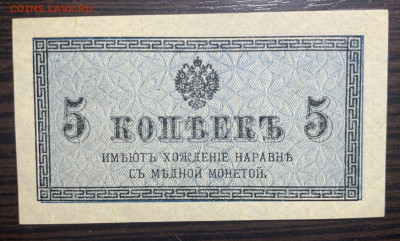 COINS.LAVE.RU
5 КОПѢЕКЪ 5
ИМѢЮТЪ ХОЖДЕНІЕ НАРАВНѢ
СЪ МѢДНОЙ МОНЕТОЙ.